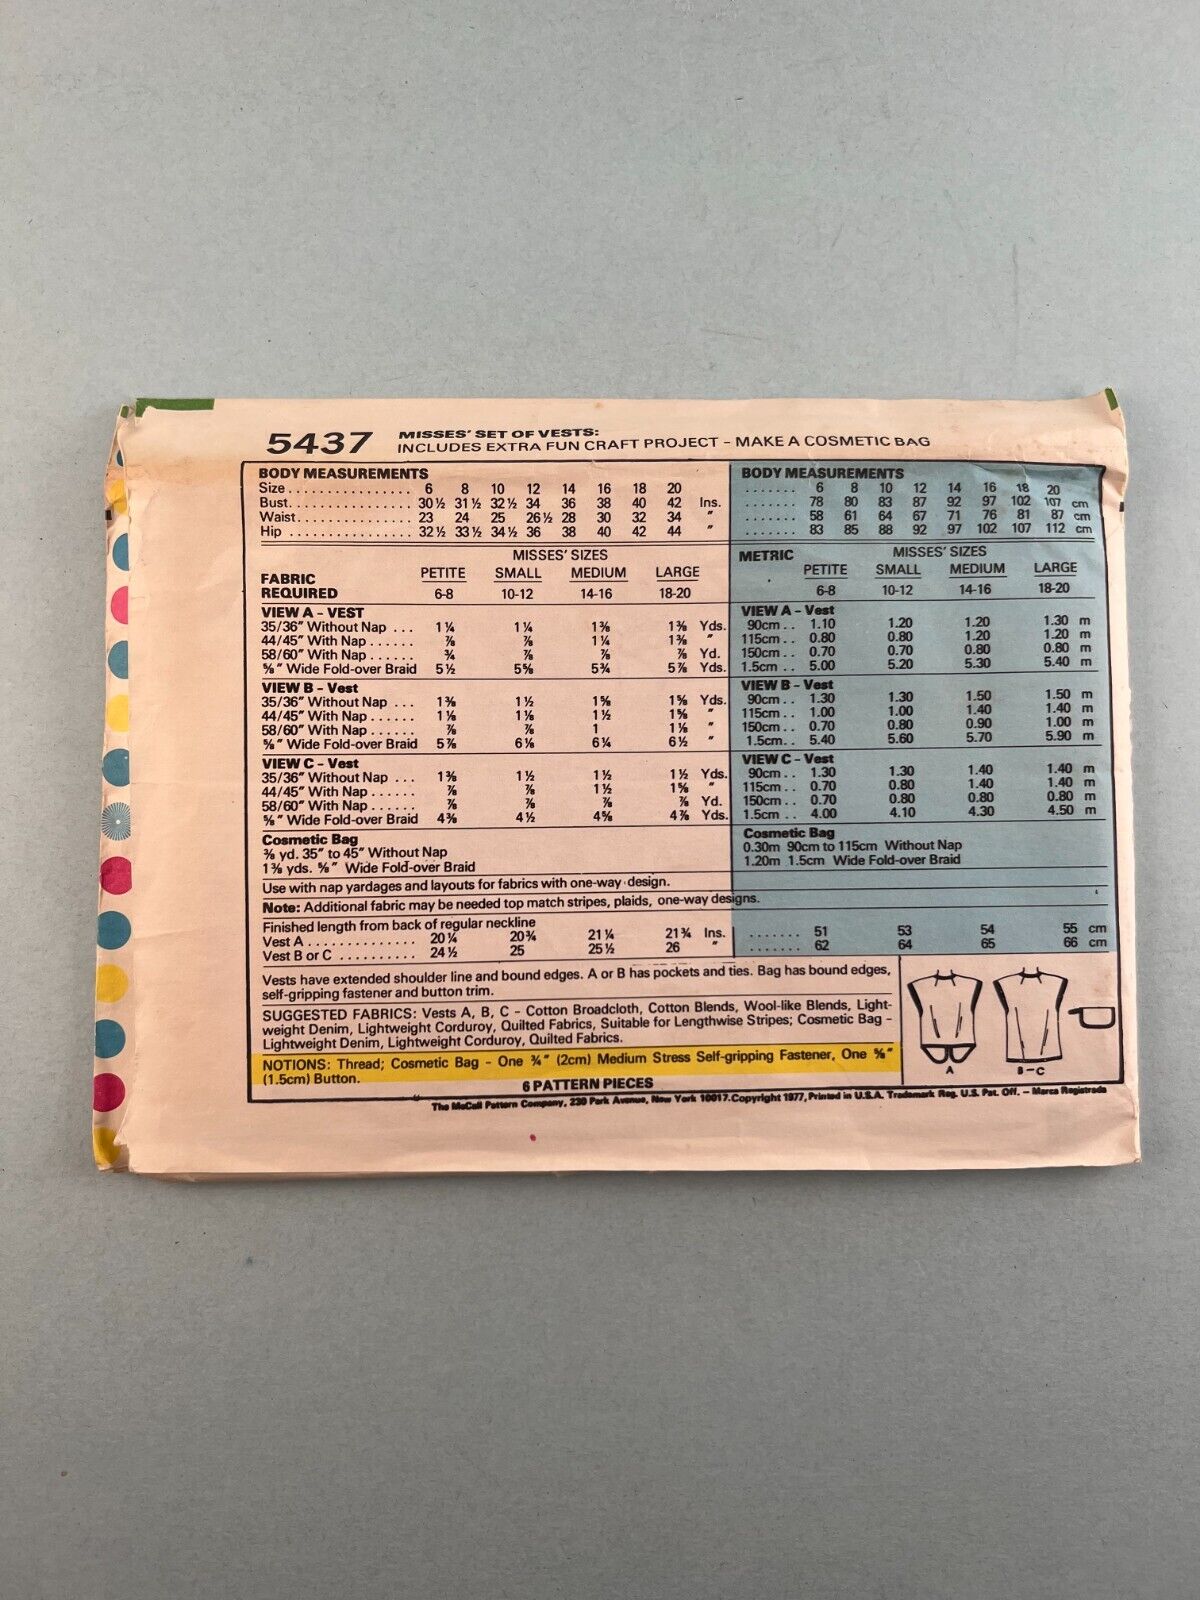 5437 MISSES' SET OF VESTS:
INCLUDES EXTRA FUN CRAFT PROJECT – MAKE A COSMETIC BAG
BODY MEASUREMENTS
Size................ 6 8 10 12 14 16 18 20
Bust................ 30½ 31½ 32½ 34 36 38 40 42 Ins.
Waist............... 23 24 25 26½ 28 30 32 34 "
Hip ................ 32½ 33½ 34½ 36 38 40 42 44 "
MISSES' SIZES
FABRIC REQUIRED PETITE SMALL MEDIUM LARGE
6-8 10-12 14-16 18-20
VIEW A – VEST
35/36" Without Nap ... 1¼ 1¼ 1⅜ 1⅜ Yds.
44/45" With Nap ...... ⅞ ⅞ 1¼ 1⅜ "
58/60" With Nap ...... ¾ ⅞ ⅞ ⅞ Yd.
⅝" Wide Fold-over Braid 5½ 5⅝ 5¾ 5⅞ Yds.
VIEW B – Vest
35/36" Without Nap ... 1⅜ 1½ 1⅝ 1⅝ Yds.
44/45" With Nap ...... 1⅛ 1⅛ 1½ 1⅝ "
58/60" With Nap ...... ⅞ ⅞ 1 1⅛ "
⅝" Wide Fold-over Braid 5⅞ 6⅛ 6¼ 6½ "
VIEW C – Vest
35/36" Without Nap ... 1⅜ 1½ 1½ 1½ Yds.
44/45" With Nap ...... ⅞ ⅞ 1½ 1⅝ "
58/60" With Nap ...... ⅞ ⅞ ⅞ ⅞ Yd.
⅝" Wide Fold-over Braid 4⅜ 4½ 4⅝ 4⅞ Yds.
Cosmetic Bag
⅜ yd. 35" to 45" Without Nap
1⅜ yds. ⅝" Wide Fold-over Braid
Use with nap yardages and layouts for fabrics with one-way design.
Note: Additional fabric may be needed top match stripes, plaids, one-way designs.
Finished length from back of regular neckline
Vest A .............. 20¼ 20¾ 21¼ 21¾ Ins.
Vest B or C .......... 24½ 25 25½ 26 "
BODY MEASUREMENTS
....... 6 8 10 12 14 16 18 20
....... 78 80 83 87 92 97 102 107 cm
....... 58 61 64 67 71 76 81 87 cm
....... 83 85 88 92 97 102 107 112 cm
METRIC MISSES' SIZES
PETITE SMALL MEDIUM LARGE
6-8 10-12 14-16 18-20
VIEW A – Vest
90cm .. 1.10 1.20 1.20 1.30 m
115cm .. 0.80 0.80 1.20 1.20 m
150cm .. 0.70 0.70 0.80 0.80 m
1.5cm .. 5.00 5.20 5.30 5.40 m
VIEW B – Vest
90cm .. 1.30 1.30 1.50 1.50 m
115cm .. 1.00 1.00 1.40 1.40 m
150cm .. 0.70 0.80 0.90 1.00 m
1.5cm .. 5.40 5.60 5.70 5.90 m
VIEW C – Vest
90cm .. 1.30 1.30 1.40 1.40 m
115cm .. 0.70 0.80 1.40 1.40 m
150cm .. 0.70 0.80 0.80 0.80 m
1.5cm .. 4.00 4.10 4.30 4.50 m
Cosmetic Bag
0.30m 90cm to 115cm Without Nap
1.20m 1.5cm Wide Fold-over Braid
....... 51 53 54 55 cm
....... 62 64 65 66 cm
Vests have extended shoulder line and bound edges. A or B has pockets and ties. Bag has bound edges,
self-gripping fastener and button trim.
SUGGESTED FABRICS: Vests A, B, C – Cotton Broadcloth, Cotton Blends, Wool-like Blends, Light-
weight Denim, Lightweight Corduroy, Quilted Fabrics, Suitable for Lengthwise Stripes; Cosmetic Bag –
Lightweight Denim, Lightweight Corduroy, Quilted Fabrics.
NOTIONS: Thread; Cosmetic Bag – One ¾" (2cm) Medium Stress Self-gripping Fastener, One ⅝"
(1.5cm) Button.
A B–C
6 PATTERN PIECES
The McCall Pattern Company, 230 Park Avenue, New York 10017. Copyright 1977, Printed in U.S.A. Trademark Reg. U.S. Pat. Off. – Marca Registrada